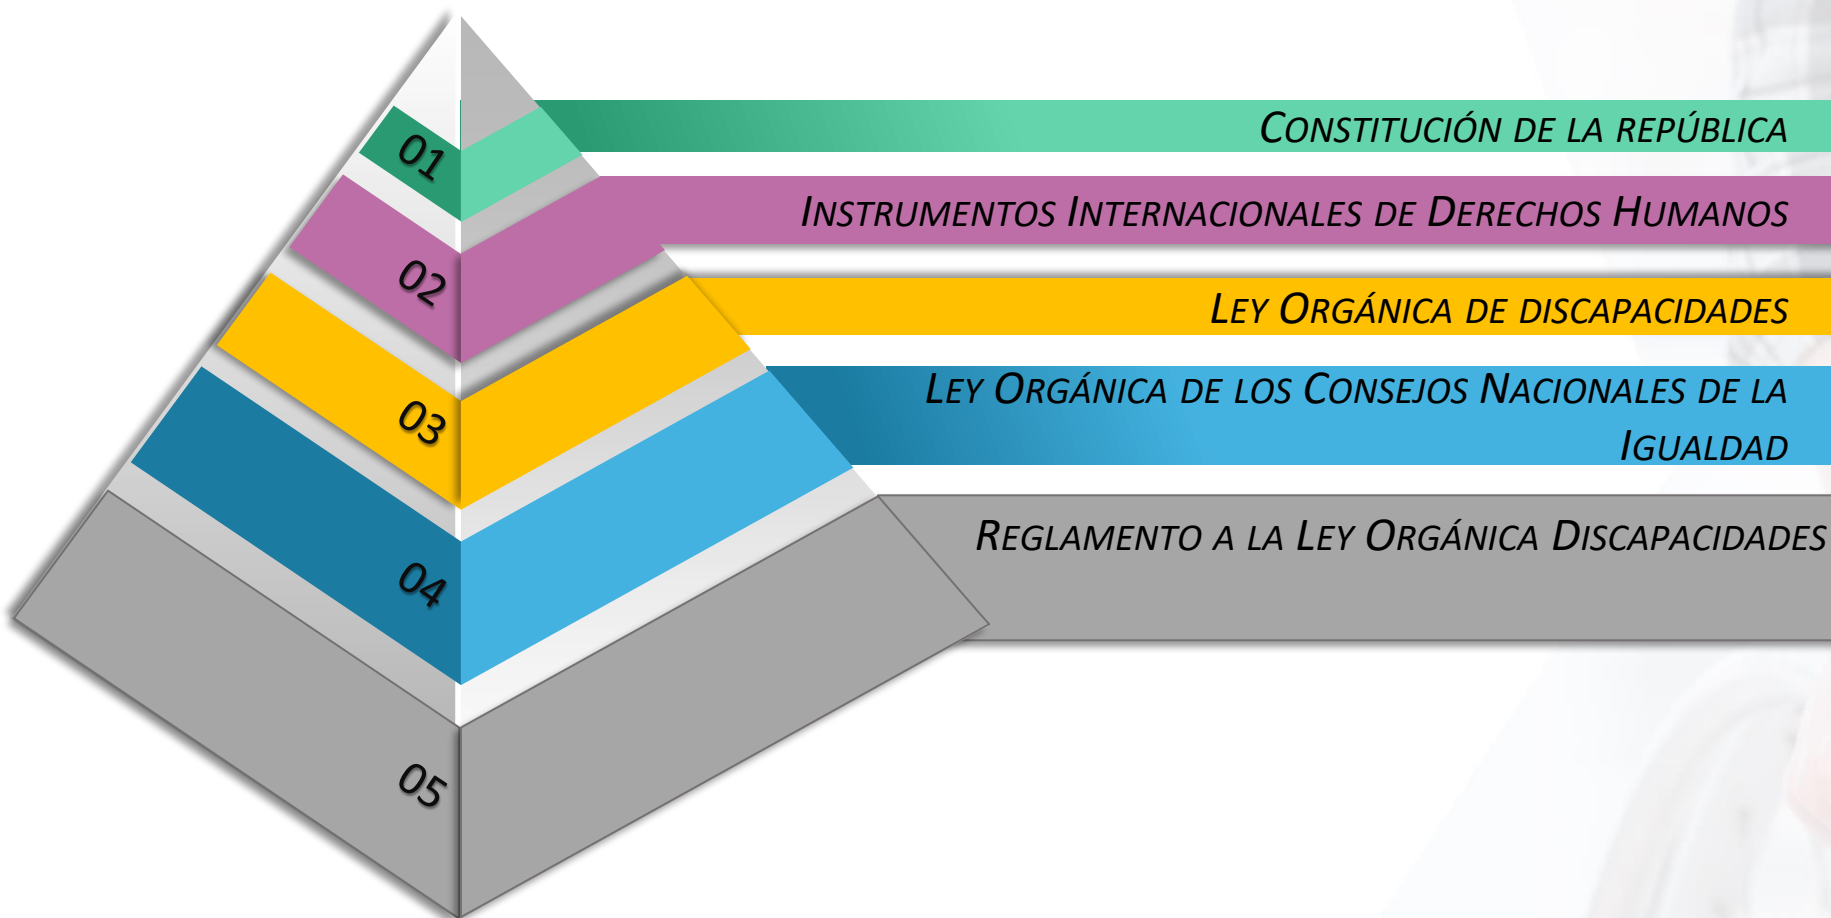 01
CONSTITUCIÓN DE LA REPÚBLICA
02
INSTRUMENTOS INTERNACIONALES DE DERECHOS HUMANOS
03
LEY ORGÁNICA DE DISCAPACIDADES
04
LEY ORGÁNICA DE LOS CONSEJOS NACIONALES DE LA
IGUALDAD
05
REGLAMENTO A LA LEY ORGÁNICA DISCAPACIDADES